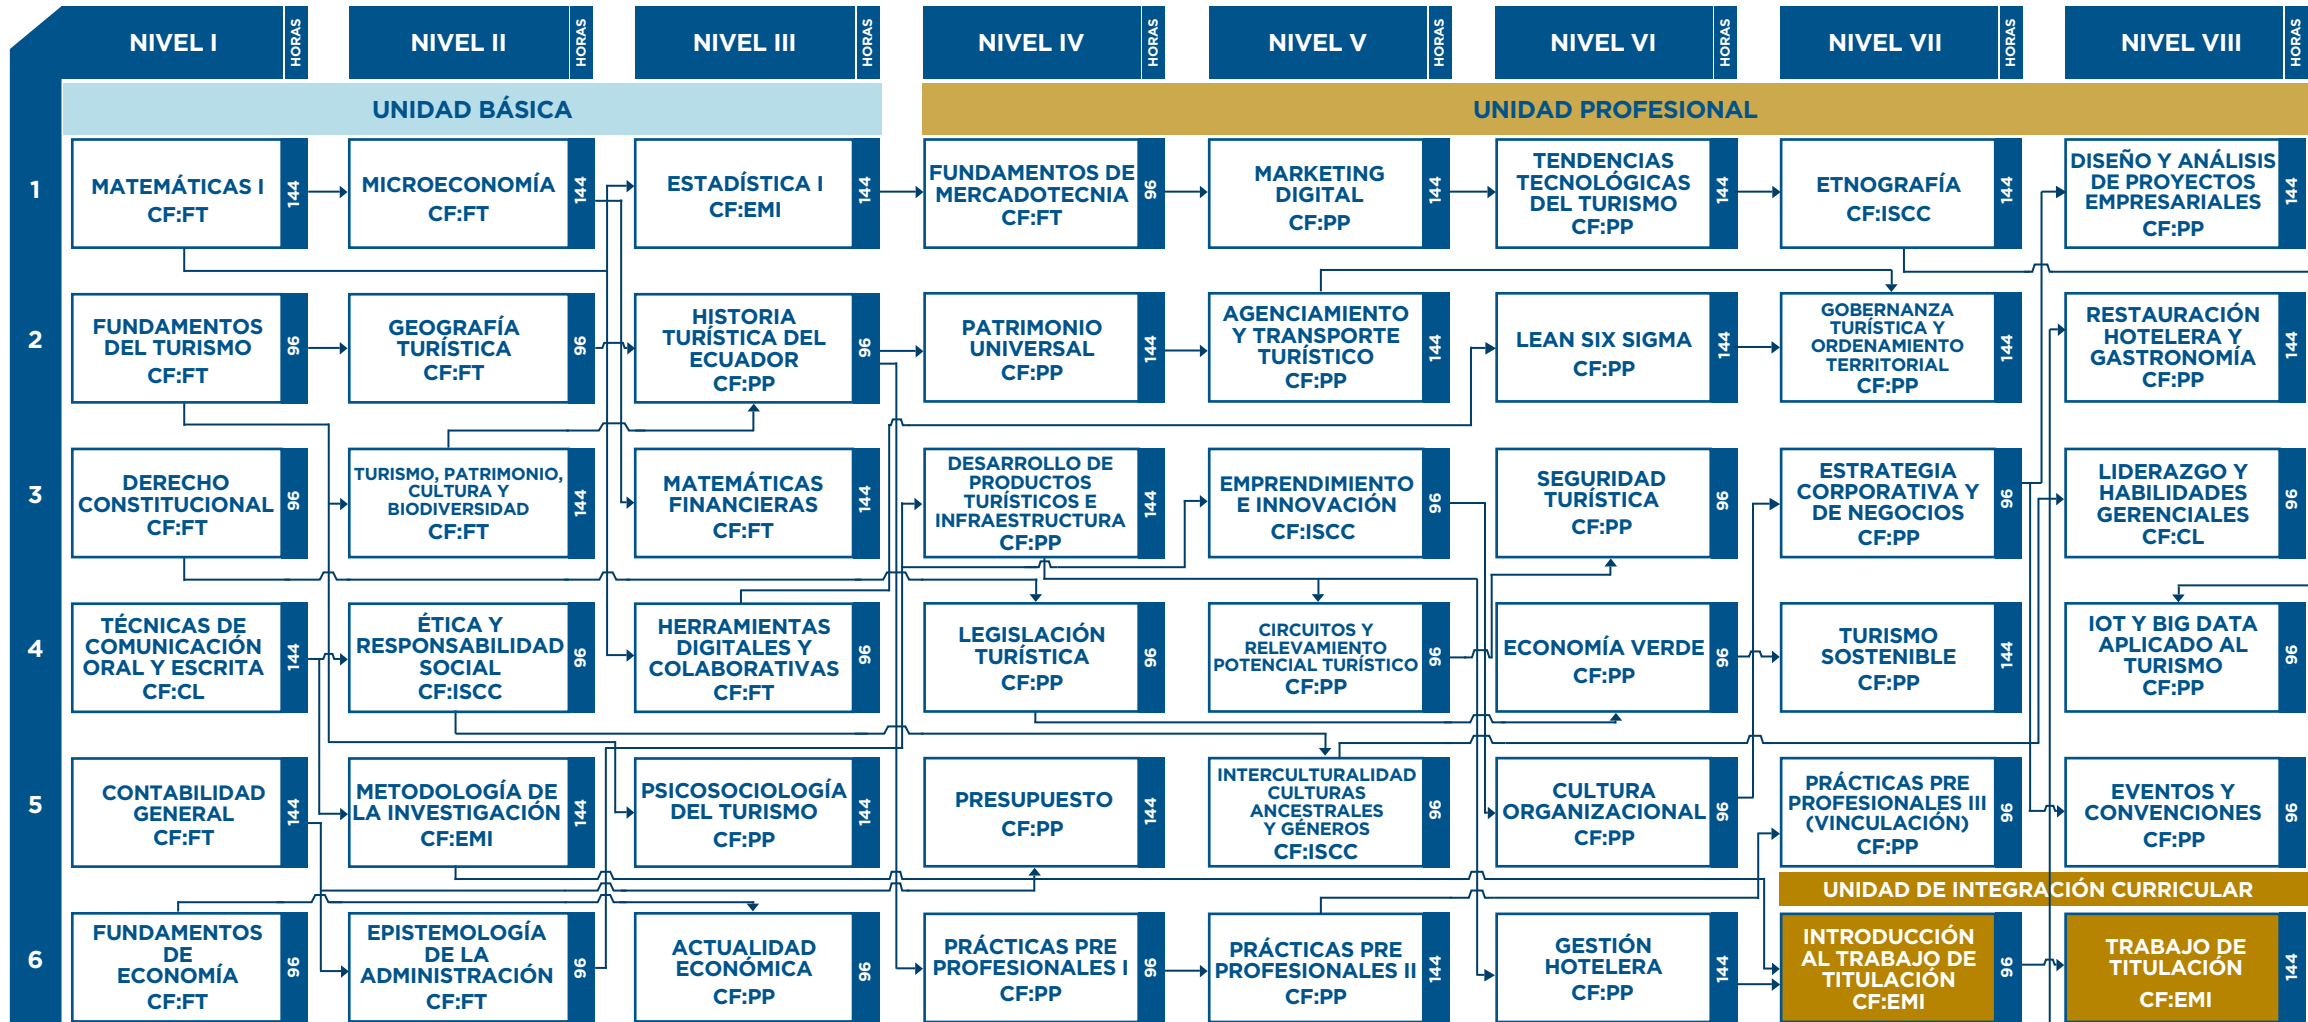 NIVEL I
HORAS
NIVEL II
HORAS
NIVEL III
HORAS
NIVEL IV
HORAS
NIVEL V
HORAS
NIVEL VI
HORAS
NIVEL VII
HORAS
NIVEL VIII
HORAS
UNIDAD BÁSICA
UNIDAD PROFESIONAL
1
MATEMÁTICAS I
CF:FT
144
MICROECONOMÍA
CF:FT
144
ESTADÍSTICA I
CF:EMI
144
FUNDAMENTOS DE
MERCADOTECNIA
CF:FT
96
MARKETING
DIGITAL
CF:PP
144
TENDENCIAS
TECNOLÓGICAS
DEL TURISMO
CF:PP
144
ETNOGRAFÍA
CF:ISCC
144
DISEÑO Y ANÁLISIS
DE PROYECTOS
EMPRESARIALES
CF:PP
144
2
FUNDAMENTOS
DEL TURISMO
CF:FT
96
GEOGRAFÍA
TURÍSTICA
CF:FT
96
HISTORIA
TURÍSTICA DEL
ECUADOR
CF:PP
96
PATRIMONIO
UNIVERSAL
CF:PP
144
AGENCIAMIENTO
Y TRANSPORTE
TURÍSTICO
CF:PP
144
LEAN SIX SIGMA
CF:PP
144
GOBERNANZA
TURÍSTICA Y
ORDENAMIENTO
TERRITORIAL
CF:PP
144
RESTAURACIÓN
HOTELERA Y
GASTRONOMÍA
CF:PP
144
3
DERECHO
CONSTITUCIONAL
CF:FT
96
TURISMO, PATRIMONIO,
CULTURA Y
BIODIVERSIDAD
CF:FT
144
MATEMÁTICAS
FINANCIERAS
CF:FT
144
DESARROLLO DE
PRODUCTOS
TURÍSTICOS E
INFRAESTRUCTURA
CF:PP
144
EMPRENDIMIENTO
E INNOVACIÓN
CF:ISCC
96
SEGURIDAD
TURÍSTICA
CF:PP
96
ESTRATEGIA
CORPORATIVA Y
DE NEGOCIOS
CF:PP
96
LIDERAZGO Y
HABILIDADES
GERENCIALES
CF:CL
96
4
TÉCNICAS DE
COMUNICACIÓN
ORAL Y ESCRITA
CF:CL
144
ÉTICA Y
RESPONSABILIDAD
SOCIAL
CF:ISCC
96
HERRAMIENTAS
DIGITALES Y
COLABORATIVAS
CF:FT
96
LEGISLACIÓN
TURÍSTICA
CF:PP
96
CIRCUITOS Y
RELEVAMIENTO
POTENCIAL TURÍSTICO
CF:PP
96
ECONOMÍA VERDE
CF:PP
96
TURISMO
SOSTENIBLE
CF:PP
144
IOT Y BIG DATA
APLICADO AL
TURISMO
CF:PP
96
5
CONTABILIDAD
GENERAL
CF:FT
144
METODOLOGÍA DE
LA INVESTIGACIÓN
CF:EMI
144
PSICOSOCIOLOGÍA
DEL TURISMO
CF:PP
144
PRESUPUESTO
CF:PP
144
INTERCULTURALIDAD
CULTURAS
ANCESTRALES
Y GÉNEROS
CF:ISCC
96
CULTURA
ORGANIZACIONAL
CF:PP
96
PRÁCTICAS PRE
PROFESIONALES III
(VINCULACIÓN)
CF:PP
96
EVENTOS Y
CONVENCIONES
CF:PP
96
UNIDAD DE INTEGRACIÓN CURRICULAR
6
FUNDAMENTOS
DE
ECONOMÍA
CF:FT
96
EPISTEMOLOGÍA
DE LA
ADMINISTRACIÓN
CF:FT
96
ACTUALIDAD
ECONÓMICA
CF:PP
96
PRÁCTICAS PRE
PROFESIONALES I
CF:PP
96
PRÁCTICAS PRE
PROFESIONALES II
CF:PP
144
GESTIÓN
HOTELERA
CF:PP
144
INTRODUCCIÓN
AL TRABAJO DE
TITULACIÓN
CF:EMI
96
TRABAJO DE
TITULACIÓN
CF:EMI
144